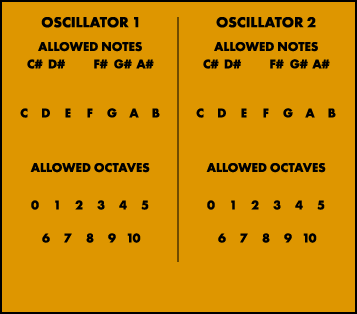 OSCILLATOR 1
ALLOWED NOTES
C# D# F# G# A#
C D E F G A B
ALLOWED OCTAVES
0 1 2 3 4 5
6 7 8 9 10
OSCILLATOR 2
ALLOWED NOTES
C# D# F# G# A#
C D E F G A B
ALLOWED OCTAVES
0 1 2 3 4 5
6 7 8 9 10